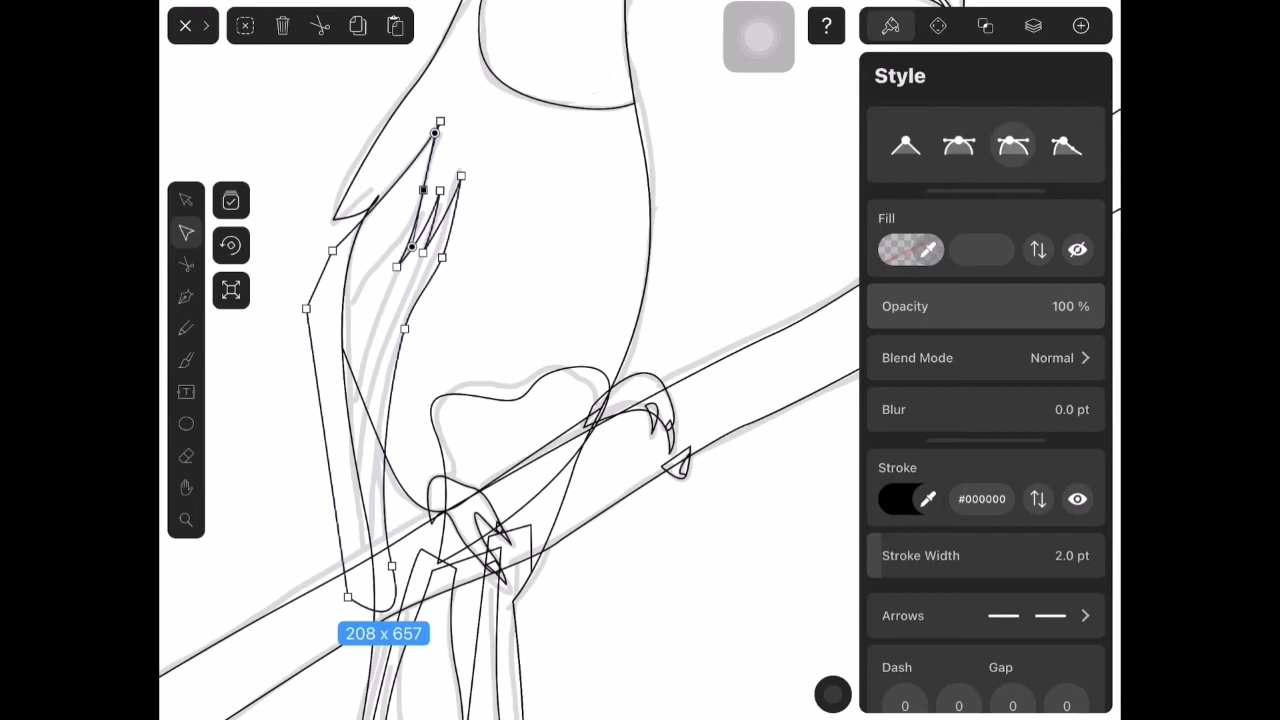 ?
Style
Fill
Opacity 100 %
Blend Mode Normal
Blur 0.0 pt
Stroke
#000000
Stroke Width 2.0 pt
Arrows
Dash Gap
0 0 0 0
208 x 657
T